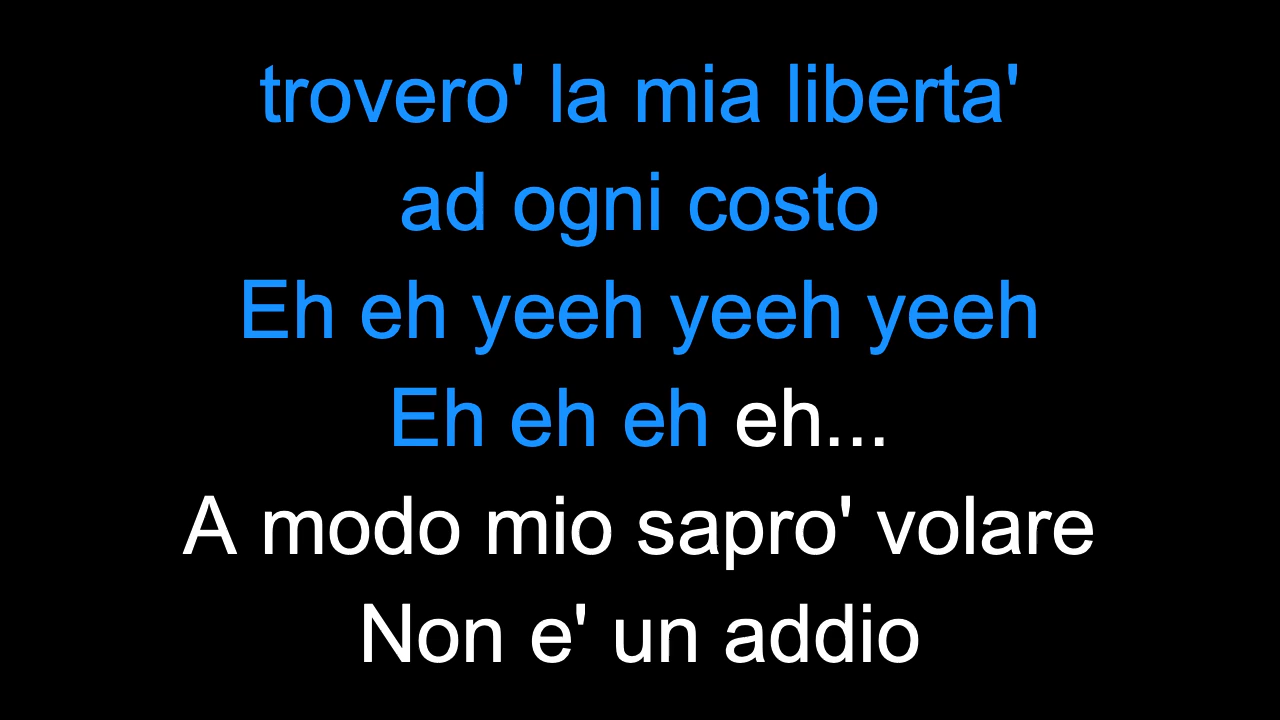 trovero' la mia liberta'
ad ogni costo
Eh eh yeeh yeeh yeeh
Eh eh eh eh...
A modo mio sapro' volare
Non e' un addio